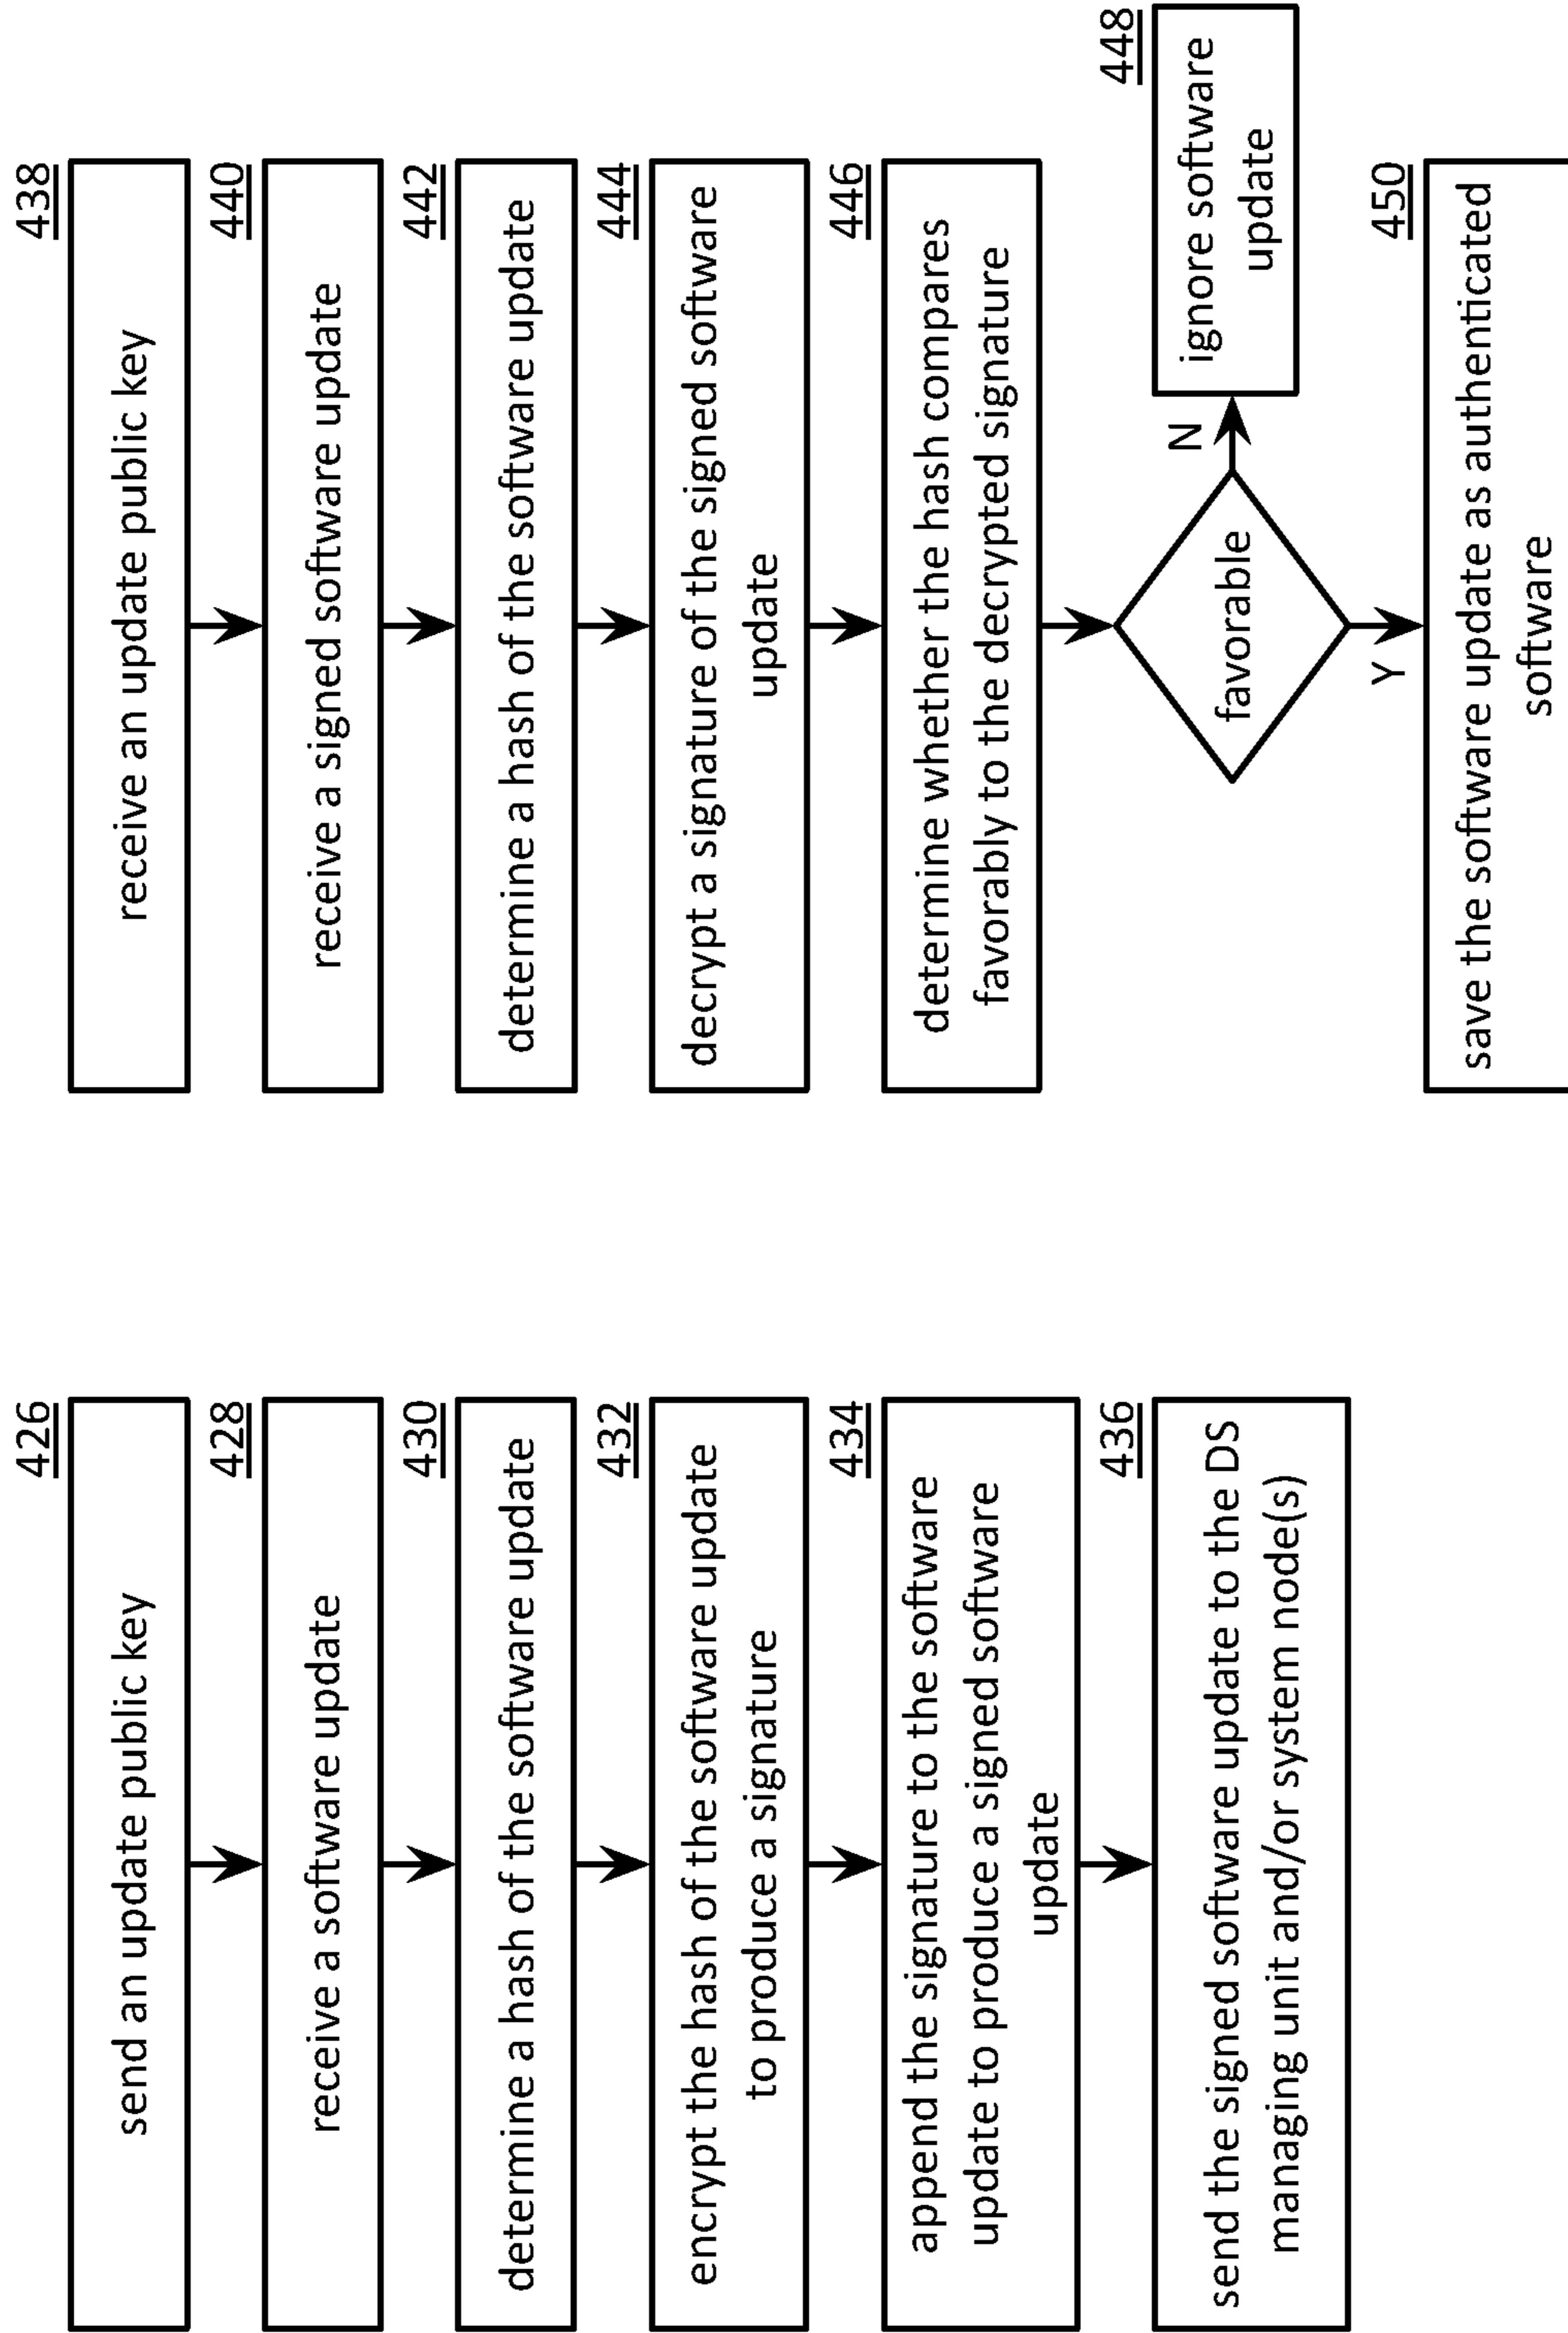 426
send an update public key
428
receive a software update
430
determine a hash of the software update
432
encrypt the hash of the software update
to produce a signature
434
append the signature to the software
update to produce a signed software
update
436
send the signed software update to the DS
managing unit and/or system node(s)
438
receive an update public key
440
receive a signed software update
442
determine a hash of the software update
444
decrypt a signature of the signed software
update
446
determine whether the hash compares
favorably to the decrypted signature
favorable
N
448
ignore software
update
Y
450
save the software update as authenticated
software